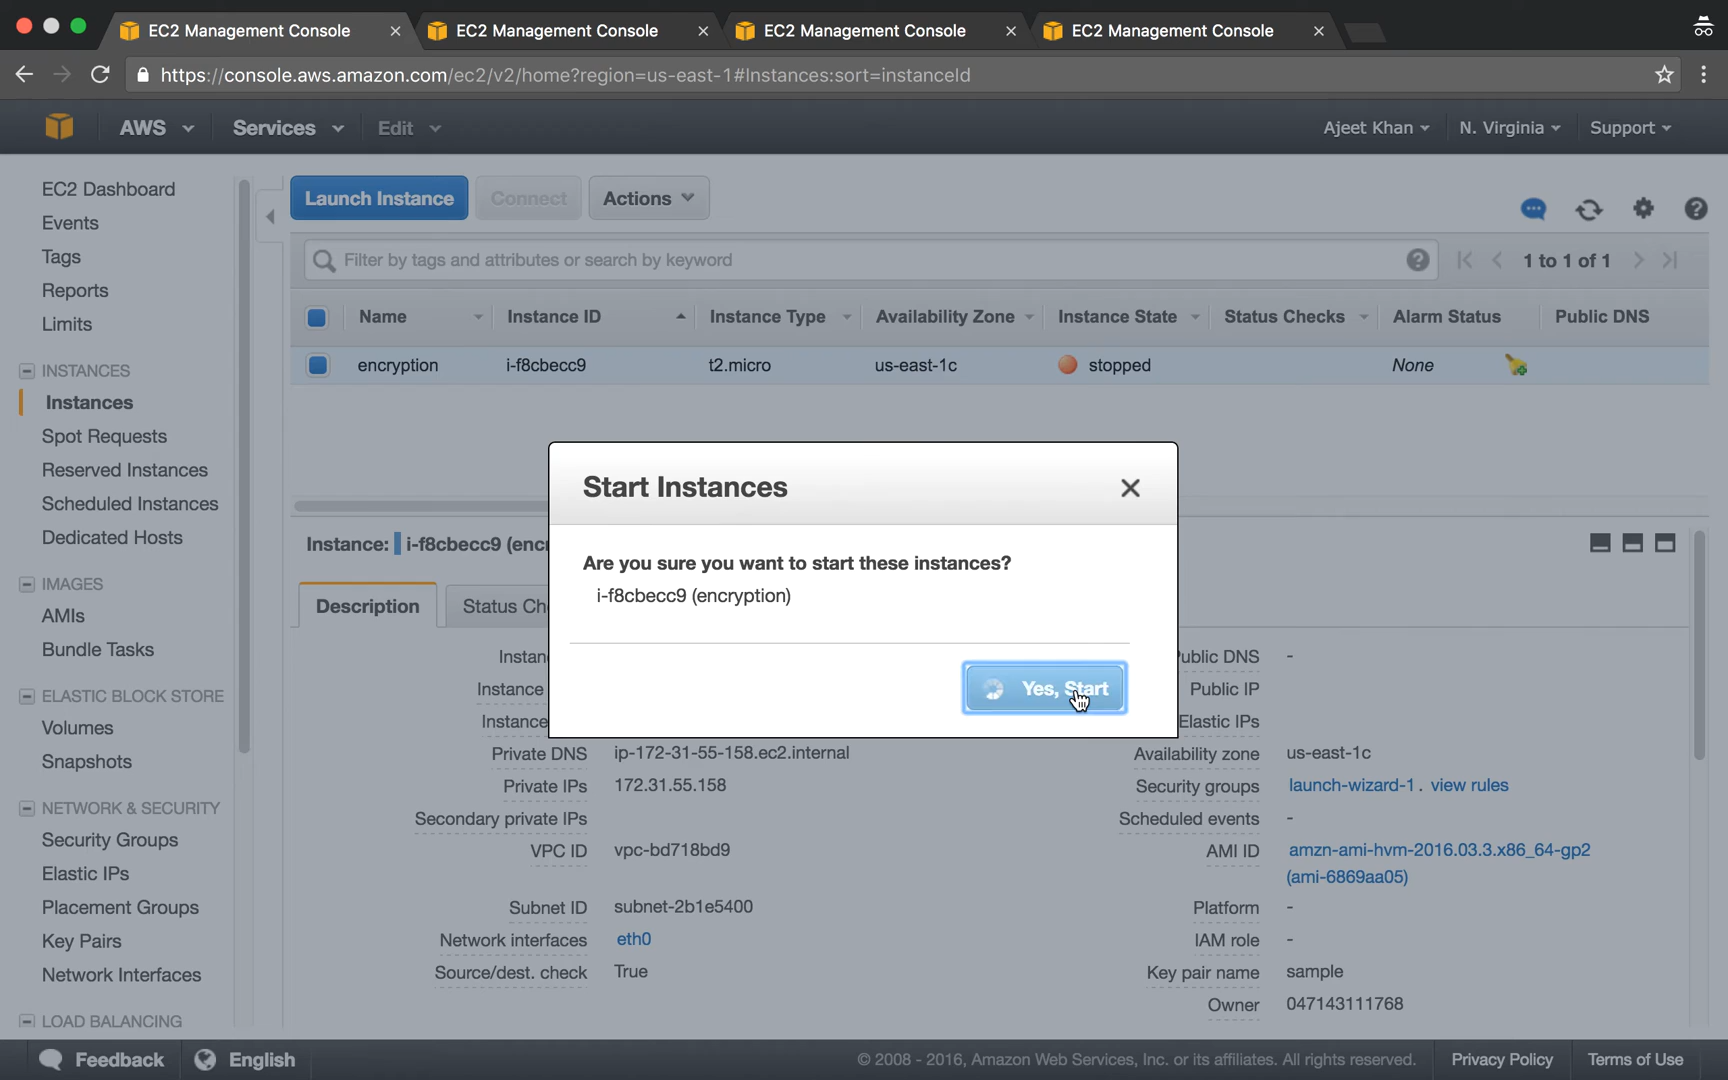 EC2 Management Console
EC2 Management Console
EC2 Management Console
EC2 Management Console
https://console.aws.amazon.com/ec2/v2/home?region=us-east-1#Instances:sort=instanceId
AWS
Services
Edit
Ajeet Khan
N. Virginia
Support
EC2 Dashboard
Events
Tags
Reports
Limits
INSTANCES
Instances
Spot Requests
Reserved Instances
Scheduled Instances
Dedicated Hosts
IMAGES
AMIs
Bundle Tasks
ELASTIC BLOCK STORE
Volumes
Snapshots
NETWORK & SECURITY
Security Groups
Elastic IPs
Placement Groups
Key Pairs
Network Interfaces
LOAD BALANCING
Launch Instance
Connect
Actions
Filter by tags and attributes or search by keyword
1 to 1 of 1
Name Instance ID Instance Type Availability Zone Instance State Status Checks Alarm Status Public DNS
encryption i-f8cbecc9 t2.micro us-east-1c stopped None
Start Instances
Are you sure you want to start these instances?
i-f8cbecc9 (encryption)
Yes, Start
Instance: i-f8cbecc9 (enc
Description
Status Ch
Instan
Instance
Instance
Private DNS ip-172-31-55-158.ec2.internal
Private IPs 172.31.55.158
Secondary private IPs
VPC ID vpc-bd718bd9
Subnet ID subnet-2b1e5400
Network interfaces eth0
Source/dest. check True
ublic DNS -
Public IP
Elastic IPs
Availability zone us-east-1c
Security groups launch-wizard-1. view rules
Scheduled events -
AMI ID amzn-ami-hvm-2016.03.3.x86_64-gp2
(ami-6869aa05)
Platform -
IAM role -
Key pair name sample
Owner 047143111768
Feedback
English
© 2008 - 2016, Amazon Web Services, Inc. or its affiliates. All rights reserved.
Privacy Policy
Terms of Use